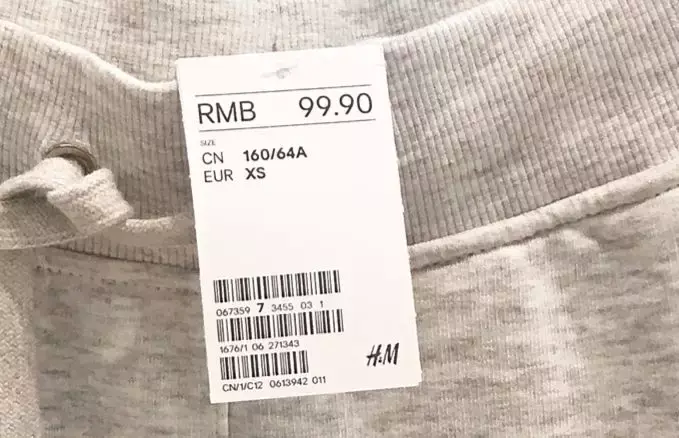 RMB 99.90
SIZE
CN 160/64A
EUR XS
067359 7 3455 03 1
1676/1 06 271343
CN/1/C12 0613942 011
H&M